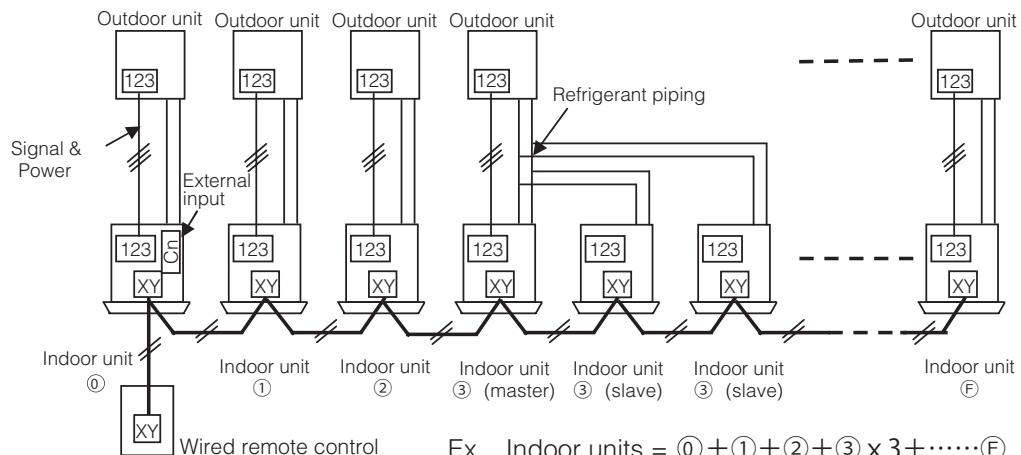 Outdoor unit Outdoor unit Outdoor unit Outdoor unit Outdoor unit
123 123 123 123 123
Refrigerant piping
Signal &
Power
External
input
123 Cn 123 123 123 123 123 123
XY XY XY XY XY XY XY
Indoor unit
⓪
Indoor unit
①
Indoor unit
②
Indoor unit
③ (master)
Indoor unit
③ (slave)
Indoor unit
③ (slave)
Indoor unit
Ⓕ
XY
Wired remote control
Ex. Indoor units = ⓪+①+②+③ x 3+⋯⋯Ⓕ